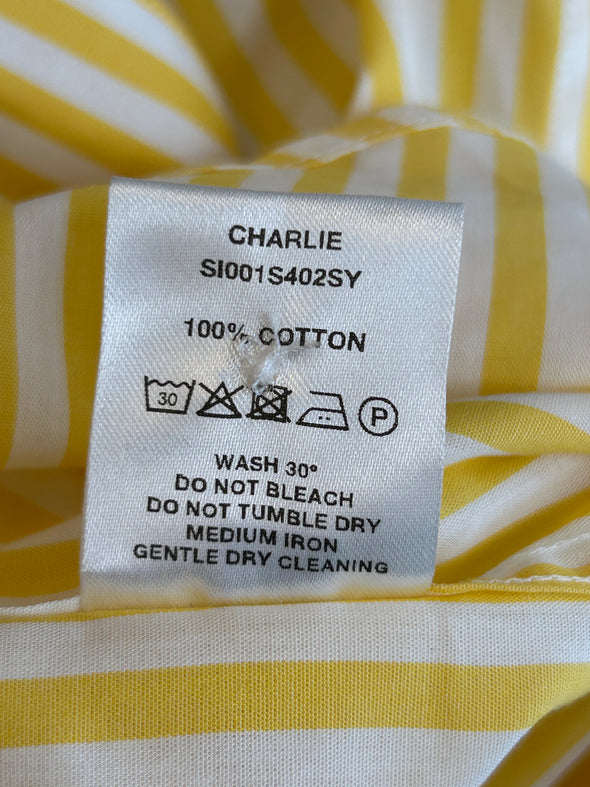 CHARLIE
SI001S402SY
100% COTTON
30 P
WASH 30°
DO NOT BLEACH
DO NOT TUMBLE DRY
MEDIUM IRON
GENTLE DRY CLEANING